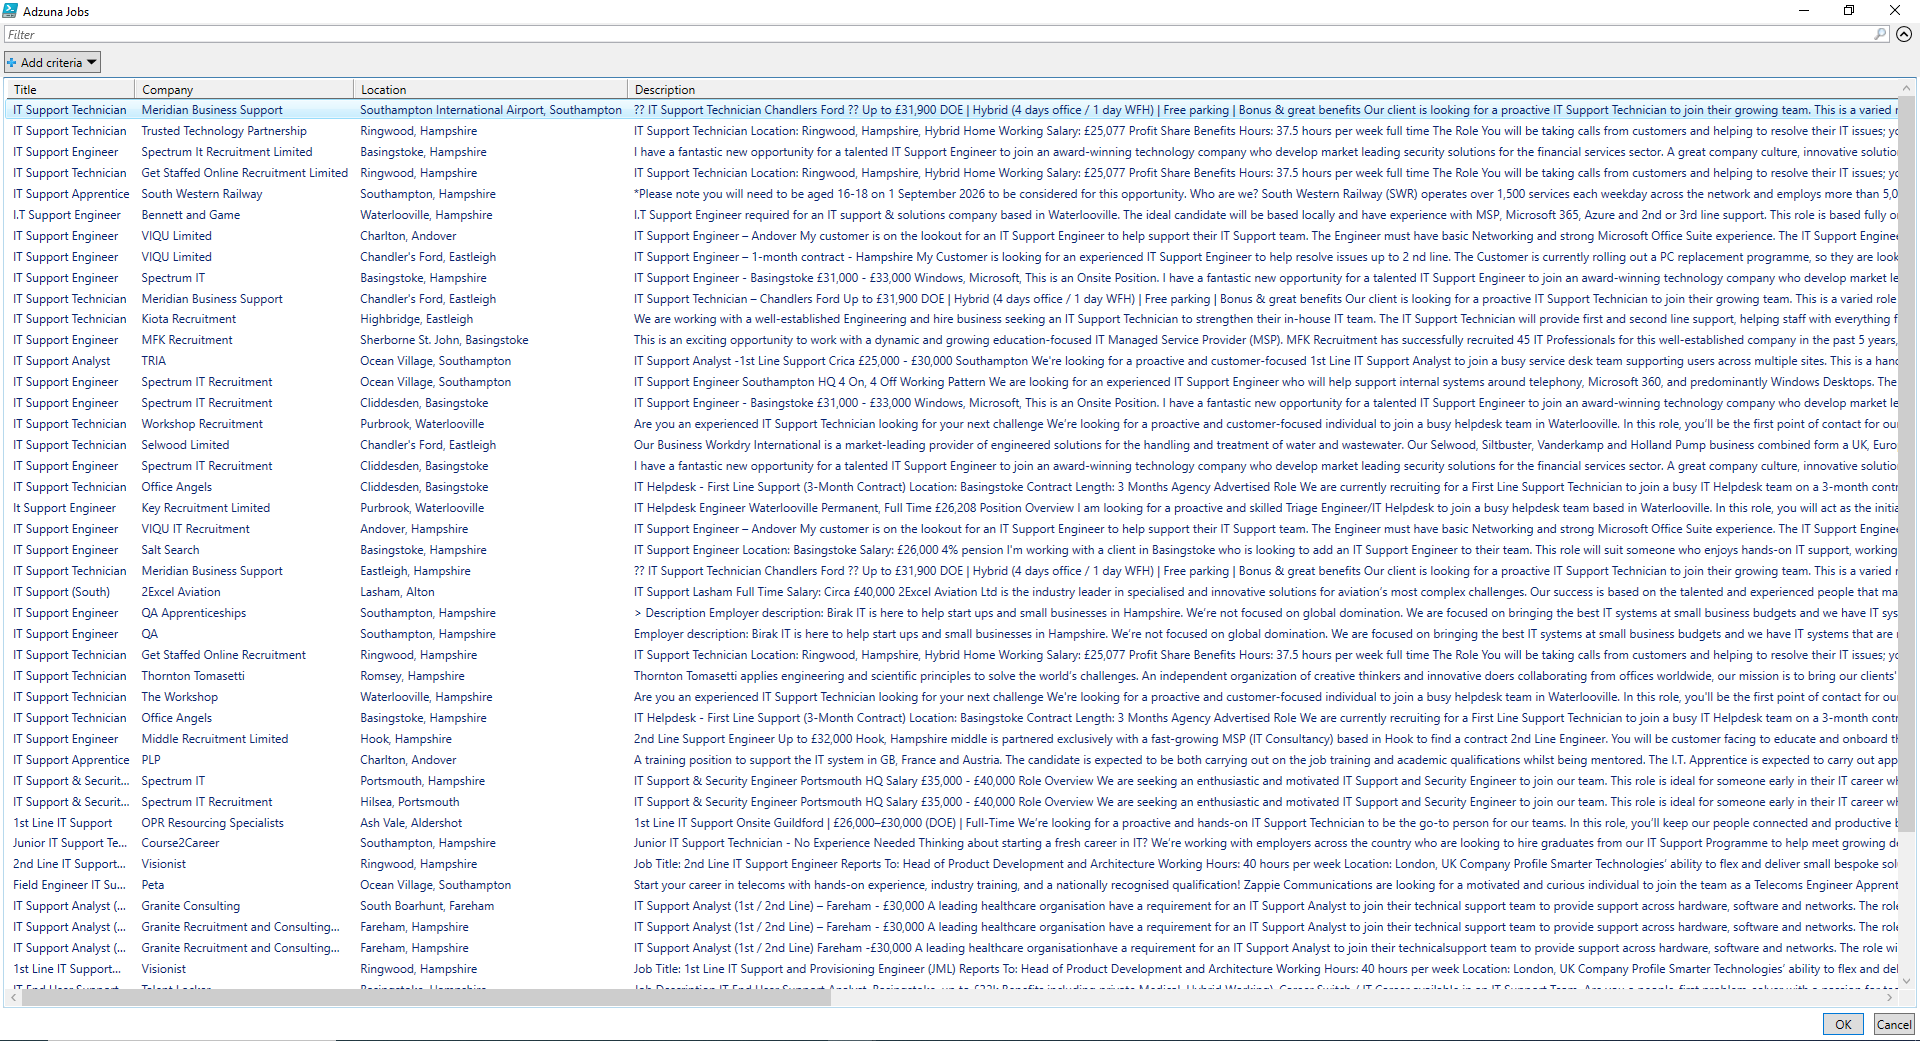 Adzuna Jobs
Filter
Add criteria
Title Company Location Description
IT Support Technician Meridian Business Support Southampton International Airport, Southampton ?? IT Support Technician Chandlers Ford ?? Up to £31,900 DOE | Hybrid (4 days office / 1 day WFH) | Free parking | Bonus & great benefits Our client is looking for a proactive IT Support Technician to join their growing team. This is a varied r
IT Support Technician Trusted Technology Partnership Ringwood, Hampshire IT Support Technician Location: Ringwood, Hampshire, Hybrid Home Working Salary: £25,077 Profit Share Benefits Hours: 37.5 hours per week full time The Role You will be taking calls from customers and helping to resolve their IT issues; yo
IT Support Engineer Spectrum It Recruitment Limited Basingstoke, Hampshire I have a fantastic new opportunity for a talented IT Support Engineer to join an award-winning technology company who develop market leading security solutions for the financial services sector. A great company culture, innovative solutio
IT Support Technician Get Staffed Online Recruitment Limited Ringwood, Hampshire IT Support Technician Location: Ringwood, Hampshire, Hybrid Home Working Salary: £25,077 Profit Share Benefits Hours: 37.5 hours per week full time The Role You will be taking calls from customers and helping to resolve their IT issues; yo
IT Support Apprentice South Western Railway Southampton, Hampshire *Please note you will need to be aged 16-18 on 1 September 2026 to be considered for this opportunity. Who are we? South Western Railway (SWR) operates over 1,500 services each weekday across the network and employs more than 5,0
I.T Support Engineer Bennett and Game Waterlooville, Hampshire I.T Support Engineer required for an IT support & solutions company based in Waterlooville. The ideal candidate will be based locally and have experience with MSP, Microsoft 365, Azure and 2nd or 3rd line support. This role is based fully o
IT Support Engineer VIQU Limited Charlton, Andover IT Support Engineer – Andover My customer is on the lookout for an IT Support Engineer to help support their IT Support team. The Engineer must have basic Networking and strong Microsoft Office Suite experience. The IT Support Engine
IT Support Engineer VIQU Limited Chandler's Ford, Eastleigh IT Support Engineer – 1-month contract - Hampshire My Customer is looking for an experienced IT Support Engineer to help resolve issues up to 2 nd line. The Customer is currently rolling out a PC replacement programme, so they are look
IT Support Engineer Spectrum IT Basingstoke, Hampshire IT Support Engineer - Basingstoke £31,000 - £33,000 Windows, Microsoft, This is an Onsite Position. I have a fantastic new opportunity for a talented IT Support Engineer to join an award-winning technology company who develop market le
IT Support Technician Meridian Business Support Chandler's Ford, Eastleigh IT Support Technician – Chandlers Ford Up to £31,900 DOE | Hybrid (4 days office / 1 day WFH) | Free parking | Bonus & great benefits Our client is looking for a proactive IT Support Technician to join their growing team. This is a varied role
IT Support Technician Kiota Recruitment Highbridge, Eastleigh We are working with a well-established Engineering and hire business seeking an IT Support Technician to strengthen their in-house IT team. The IT Support Technician will provide first and second line support, helping staff with everything f
IT Support Engineer MFK Recruitment Sherborne St. John, Basingstoke This is an exciting opportunity to work with a dynamic and growing education-focused IT Managed Service Provider (MSP). MFK Recruitment has successfully recruited 45 IT Professionals for this well-established company in the past 5 years,
IT Support Analyst TRIA Ocean Village, Southampton IT Support Analyst -1st Line Support Crica £25,000 - £30,000 Southampton We're looking for a proactive and customer-focused 1st Line IT Support Analyst to join a busy service desk team supporting users across multiple sites. This is a hanc
IT Support Engineer Spectrum IT Recruitment Ocean Village, Southampton IT Support Engineer Southampton HQ 4 On, 4 Off Working Pattern We are looking for an experienced IT Support Engineer who will help support internal systems around telephony, Microsoft 360, and predominantly Windows Desktops. The
IT Support Engineer Spectrum IT Recruitment Cliddesden, Basingstoke IT Support Engineer - Basingstoke £31,000 - £33,000 Windows, Microsoft, This is an Onsite Position. I have a fantastic new opportunity for a talented IT Support Engineer to join an award-winning technology company who develop market le
IT Support Technician Workshop Recruitment Purbrook, Waterlooville Are you an experienced IT Support Technician looking for your next challenge We’re looking for a proactive and customer-focused individual to join a busy helpdesk team in Waterlooville. In this role, you’ll be the first point of contact for our
IT Support Technician Selwood Limited Chandler's Ford, Eastleigh Our Business Workdry International is a market-leading provider of engineered solutions for the handling and treatment of water and wastewater. Our Selwood, Siltbuster, Vanderkamp and Holland Pump business combined form a UK, Euro
IT Support Engineer Spectrum IT Recruitment Cliddesden, Basingstoke I have a fantastic new opportunity for a talented IT Support Engineer to join an award-winning technology company who develop market leading security solutions for the financial services sector. A great company culture, innovative solutio
IT Support Technician Office Angels Cliddesden, Basingstoke IT Helpdesk - First Line Support (3-Month Contract) Location: Basingstoke Contract Length: 3 Months Agency Advertised Role We are currently recruiting for a First Line Support Technician to join a busy IT Helpdesk team on a 3-month contr
It Support Engineer Key Recruitment Limited Purbrook, Waterlooville IT Helpdesk Engineer Waterlooville Permanent, Full Time £26,208 Position Overview I am looking for a proactive and skilled Triage Engineer/IT Helpdesk to join a busy helpdesk team based in Waterlooville. In this role, you will act as the initia
IT Support Engineer VIQU IT Recruitment Andover, Hampshire IT Support Engineer – Andover My customer is on the lookout for an IT Support Engineer to help support their IT Support team. The Engineer must have basic Networking and strong Microsoft Office Suite experience. The IT Support Engine
IT Support Engineer Salt Search Basingstoke, Hampshire IT Support Engineer Location: Basingstoke Salary: £26,000 4% pension I'm working with a client in Basingstoke who is looking to add an IT Support Engineer to their team. This role will suit someone who enjoys hands-on IT support, working
IT Support Technician Meridian Business Support Eastleigh, Hampshire ?? IT Support Technician Chandlers Ford ?? Up to £31,900 DOE | Hybrid (4 days office / 1 day WFH) | Free parking | Bonus & great benefits Our client is looking for a proactive IT Support Technician to join their growing team. This is a varied r
IT Support (South) 2Excel Aviation Lasham, Alton IT Support Lasham Full Time Salary: Circa £40,000 2Excel Aviation Ltd is the industry leader in specialised and innovative solutions for aviation’s most complex challenges. Our success is based on the talented and experienced people that ma
IT Support Engineer QA Apprenticeships Southampton, Hampshire > Description Employer description: Birak IT is here to help start ups and small businesses in Hampshire. We’re not focused on global domination. We are focused on bringing the best IT systems at small business budgets and we have IT sys
IT Support Engineer QA Southampton, Hampshire Employer description: Birak IT is here to help start ups and small businesses in Hampshire. We’re not focused on global domination. We are focused on bringing the best IT systems at small business budgets and we have IT systems that are r
IT Support Technician Get Staffed Online Recruitment Ringwood, Hampshire IT Support Technician Location: Ringwood, Hampshire, Hybrid Home Working Salary: £25,077 Profit Share Benefits Hours: 37.5 hours per week full time The Role You will be taking calls from customers and helping to resolve their IT issues; yo
IT Support Technician Thornton Tomasetti Romsey, Hampshire Thornton Tomasetti applies engineering and scientific principles to solve the world’s challenges. An independent organization of creative thinkers and innovative doers collaborating from offices worldwide, our mission is to bring our clients'
IT Support Technician The Workshop Waterlooville, Hampshire Are you an experienced IT Support Technician looking for your next challenge We're looking for a proactive and customer-focused individual to join a busy helpdesk team in Waterlooville. In this role, you'll be the first point of contact for our
IT Support Technician Office Angels Basingstoke, Hampshire IT Helpdesk - First Line Support (3-Month Contract) Location: Basingstoke Contract Length: 3 Months Agency Advertised Role We are currently recruiting for a First Line Support Technician to join a busy IT Helpdesk team on a 3-month contr
IT Support Engineer Middle Recruitment Limited Hook, Hampshire 2nd Line Support Engineer Up to £32,000 Hook, Hampshire middle is partnered exclusively with a fast-growing MSP (IT Consultancy) based in Hook to find a contract 2nd Line Engineer. You will be customer facing to educate and onboard th
IT Support Apprentice PLP Charlton, Andover A training position to support the IT system in GB, France and Austria. The candidate is expected to be both carrying out on the job training and academic qualifications whilst being mentored. The I.T. Apprentice is expected to carry out app
IT Support & Securit... Spectrum IT Portsmouth, Hampshire IT Support & Security Engineer Portsmouth HQ Salary £35,000 - £40,000 Role Overview We are seeking an enthusiastic and motivated IT Support and Security Engineer to join our team. This role is ideal for someone early in their IT career wh
IT Support & Securit... Spectrum IT Recruitment Hilsea, Portsmouth IT Support & Security Engineer Portsmouth HQ Salary £35,000 - £40,000 Role Overview We are seeking an enthusiastic and motivated IT Support and Security Engineer to join our team. This role is ideal for someone early in their IT career wh
1st Line IT Support OPR Resourcing Specialists Ash Vale, Aldershot 1st Line IT Support Onsite Guildford | £26,000–£30,000 (DOE) | Full-Time We’re looking for a proactive and hands-on IT Support Technician to be the go-to person for our teams. In this role, you’ll keep our people connected and productive b
Junior IT Support Te... Course2Career Southampton, Hampshire Junior IT Support Technician - No Experience Needed Thinking about starting a fresh career in IT? We’re working with employers across the country who are looking to hire graduates from our IT Support Programme to help meet growing de
2nd Line IT Support... Visionist Ringwood, Hampshire Job Title: 2nd Line IT Support Engineer Reports To: Head of Product Development and Architecture Working Hours: 40 hours per week Location: London, UK Company Profile Smarter Technologies’ ability to flex and deliver small bespoke sol
Field Engineer IT Su... Peta Ocean Village, Southampton Start your career in telecoms with hands-on experience, industry training, and a nationally recognised qualification! Zappie Communications are looking for a motivated and curious individual to join the team as a Telecoms Engineer Apprent
IT Support Analyst (... Granite Consulting South Boarhunt, Fareham IT Support Analyst (1st / 2nd Line) – Fareham - £30,000 A leading healthcare organisation have a requirement for an IT Support Analyst to join their technical support team to provide support across hardware, software and networks. The role
IT Support Analyst (... Granite Recruitment and Consulting... Fareham, Hampshire IT Support Analyst (1st / 2nd Line) – Fareham - £30,000 A leading healthcare organisation have a requirement for an IT Support Analyst to join their technical support team to provide support across hardware, software and networks. The role
IT Support Analyst (... Granite Recruitment and Consulting... Fareham, Hampshire IT Support Analyst (1st / 2nd Line) Fareham -£30,000 A leading healthcare organisationhave a requirement for an IT Support Analyst to join their technicalsupport team to provide support across hardware, software and networks. The role wi
1st Line IT Support... Visionist Ringwood, Hampshire Job Title: 1st Line IT Support and Provisioning Engineer (JML) Reports To: Head of Product Development and Architecture Working Hours: 40 hours per week Location: London, UK Company Profile Smarter Technologies’ ability to flex and del
OK Cancel